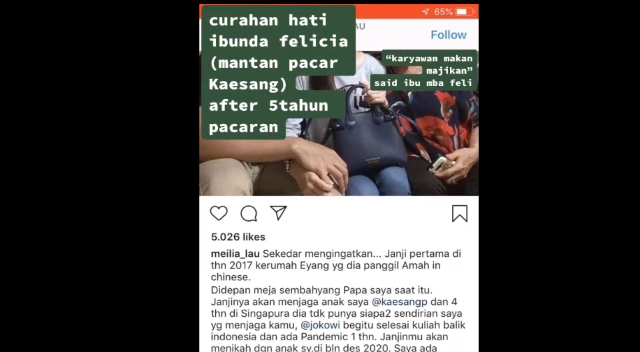 65%
AU
Follow
curahan hati
ibunda felicia
(mantan pacar
Kaesang)
after 5tahun
pacaran
“karyawan makan
majikan”
said ibu mba feli
5.026 likes
meilia_lau Sekedar mengingatkan... Janji pertama di
thn 2017 kerumah Eyang yg dia panggil Amah in
chinese.
Didepan meja sembahyang Papa saya saat itu.
Janjinya akan menjaga anak saya @kaesangp dan 4
thn di Singapura dia tdk punya siapa2 sendirian saya
yg menjaga kamu, @jokowi begitu selesai kuliah balik
indonesia dan ada Pandemic 1 thn. Janjinmu akan
menikah dgn anak sy.di bln des 2020. Saya ada